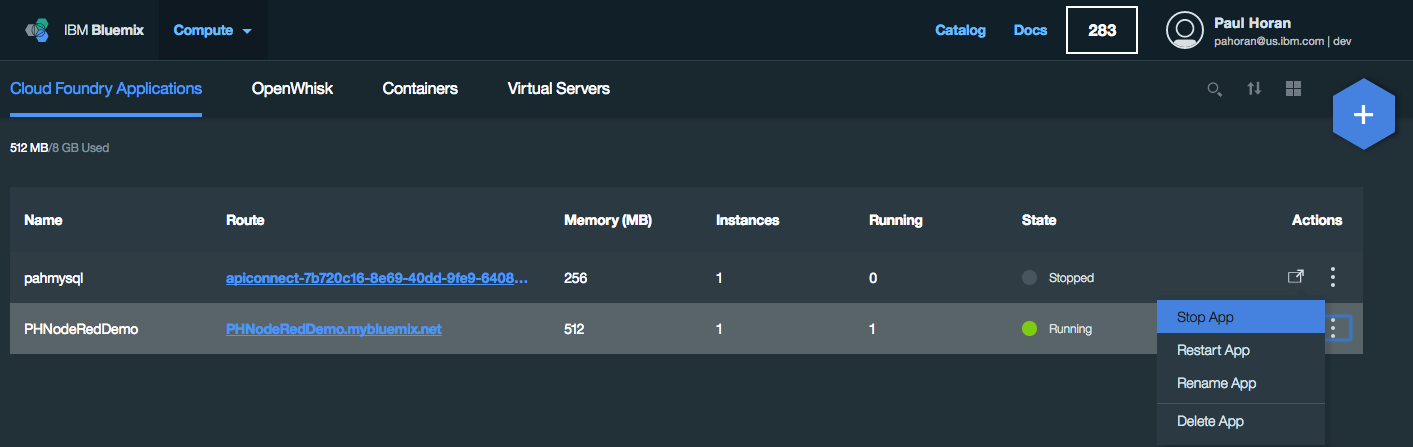 IBM Bluemix Compute Catalog Docs 283 Paul Horan
pahoran@us.ibm.com | dev
Cloud Foundry Applications OpenWhisk Containers Virtual Servers
512 MB/8 GB Used
Name Route Memory (MB) Instances Running State Actions
pahmysql apiconnect-7b720c16-8e69-40dd-9fe9-6408... 256 1 0 Stopped
PHNodeRedDemo PHNodeRedDemo.mybluemix.net 512 1 1 Running
Stop App
Restart App
Rename App
Delete App